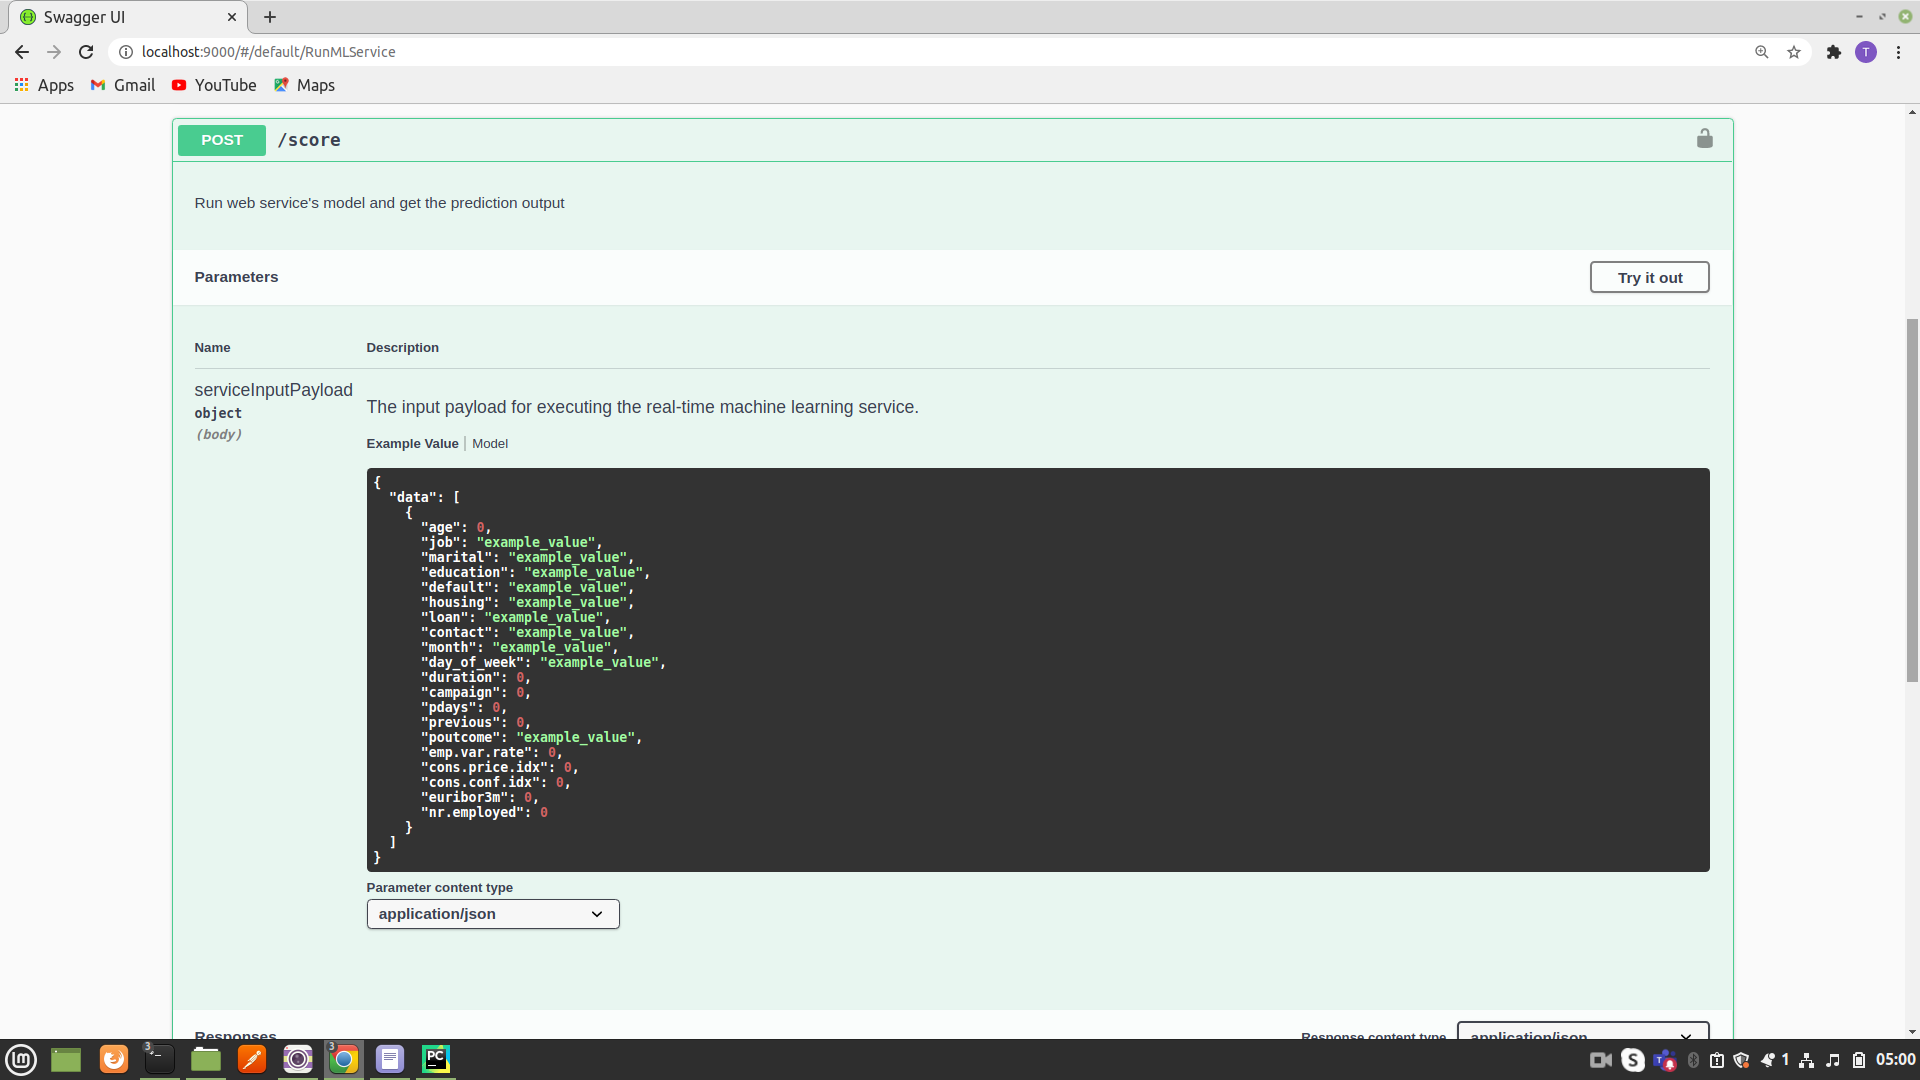 Swagger UI
localhost:9000/#/default/RunMLService
T
Apps
Gmail
YouTube
Maps
POST
/score
Run web service's model and get the prediction output
Parameters
Try it out
Name
Description
serviceInputPayload
object
(body)
The input payload for executing the real-time machine learning service.
Example Value
Model
{
"data": [
{
"age": 0,
"job": "example_value",
"marital": "example_value",
"education": "example_value",
"default": "example_value",
"housing": "example_value",
"loan": "example_value",
"contact": "example_value",
"month": "example_value",
"day_of_week": "example_value",
"duration": 0,
"campaign": 0,
"pdays": 0,
"previous": 0,
"poutcome": "example_value",
"emp.var.rate": 0,
"cons.price.idx": 0,
"cons.conf.idx": 0,
"euribor3m": 0,
"nr.employed": 0
}
]
}
Parameter content type
application/json
Responses
Response content type
application/json
lm
3
3
PC
S
T
1
05:00